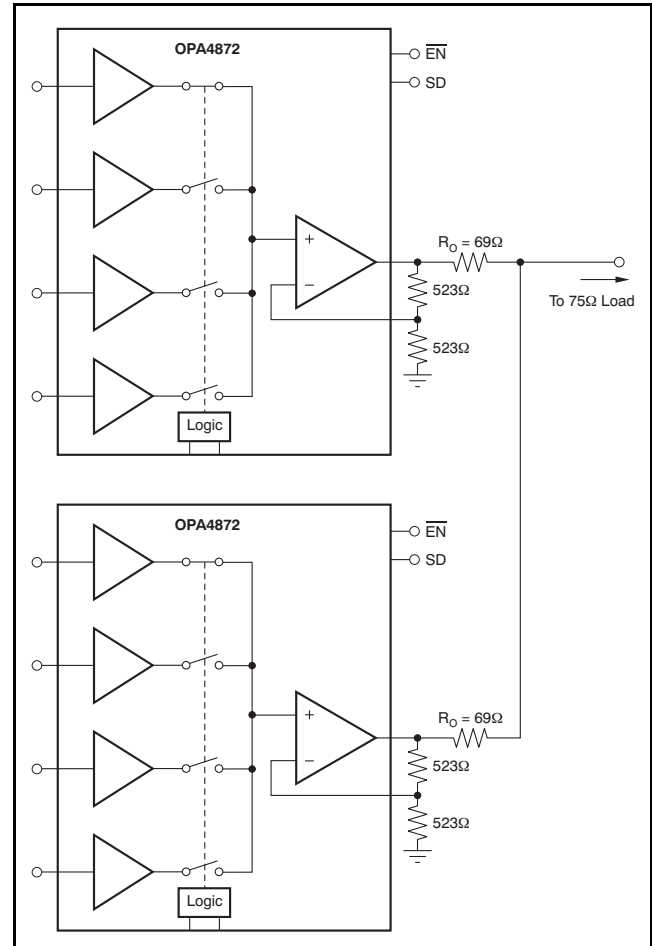 OPA4872
EN
SD
+
−
R_O = 69Ω
523Ω
523Ω
To 75Ω Load
Logic
OPA4872
EN
SD
+
−
R_O = 69Ω
523Ω
523Ω
Logic